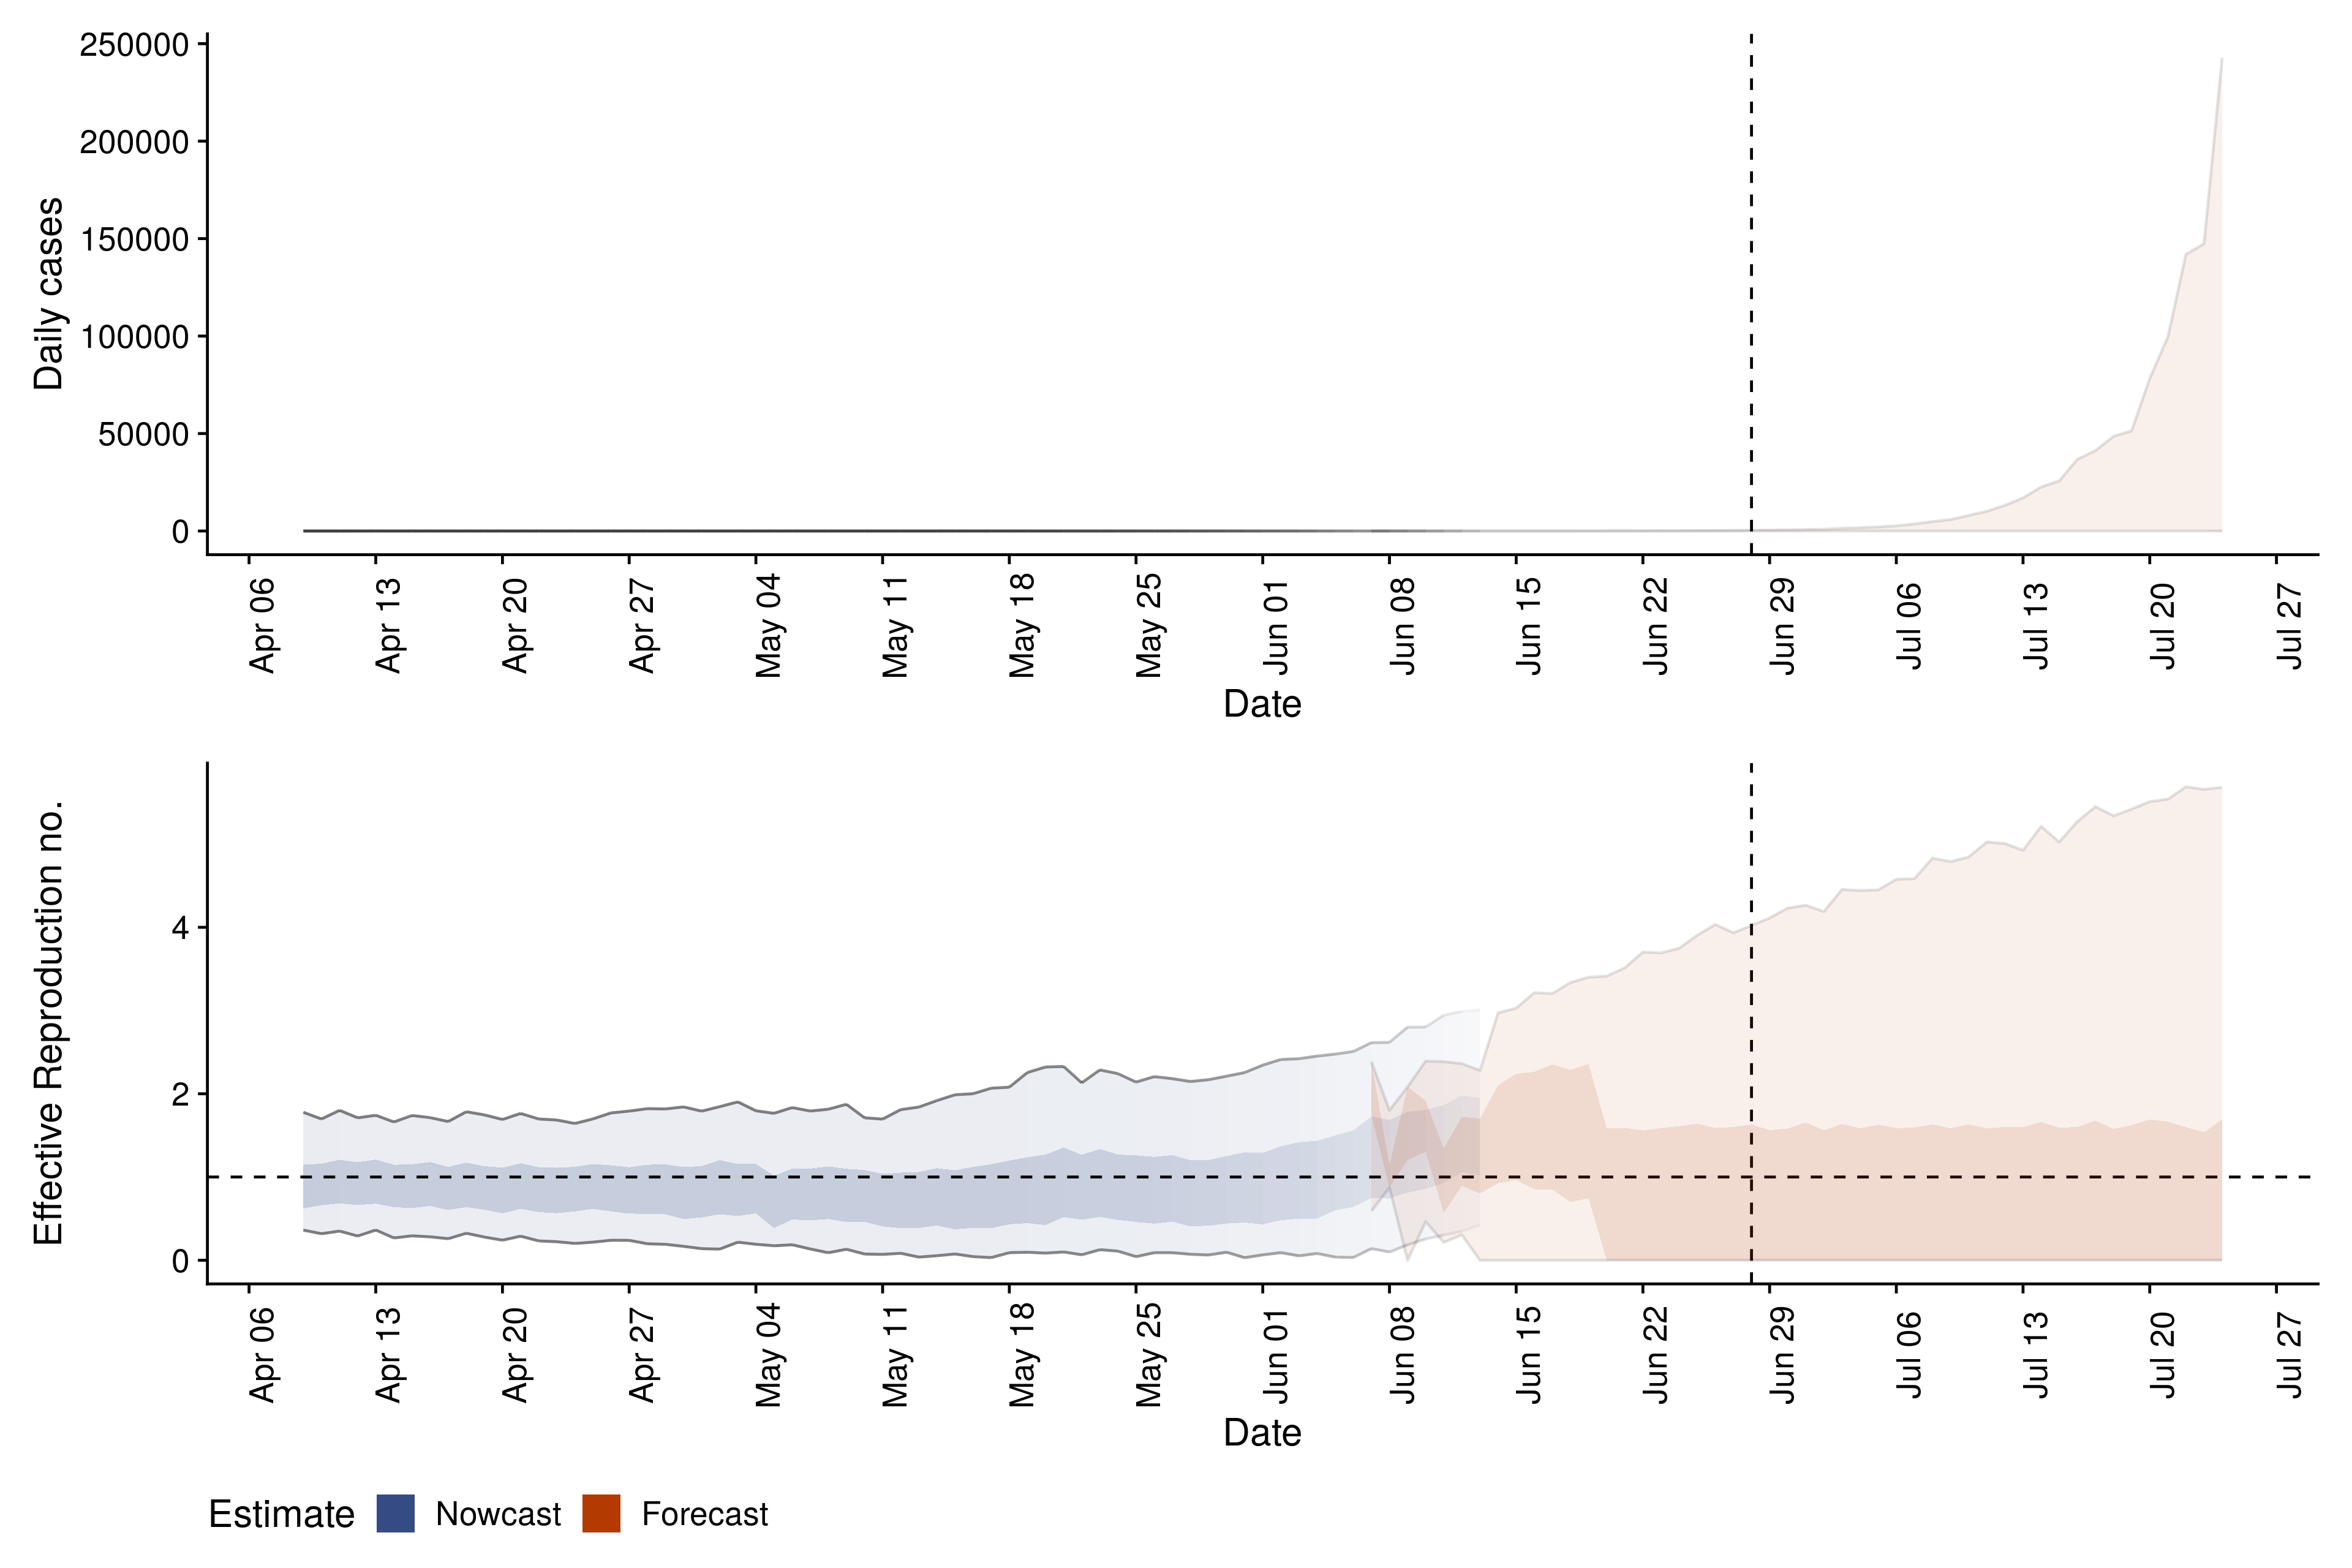 Daily cases
250000
200000
150000
100000
50000
0
Apr 06
Apr 13
Apr 20
Apr 27
May 04
May 11
May 18
May 25
Jun 01
Jun 08
Jun 15
Jun 22
Jun 29
Jul 06
Jul 13
Jul 20
Jul 27
Date
Effective Reproduction no.
4
2
0
Apr 06
Apr 13
Apr 20
Apr 27
May 04
May 11
May 18
May 25
Jun 01
Jun 08
Jun 15
Jun 22
Jun 29
Jul 06
Jul 13
Jul 20
Jul 27
Date
Estimate Nowcast Forecast